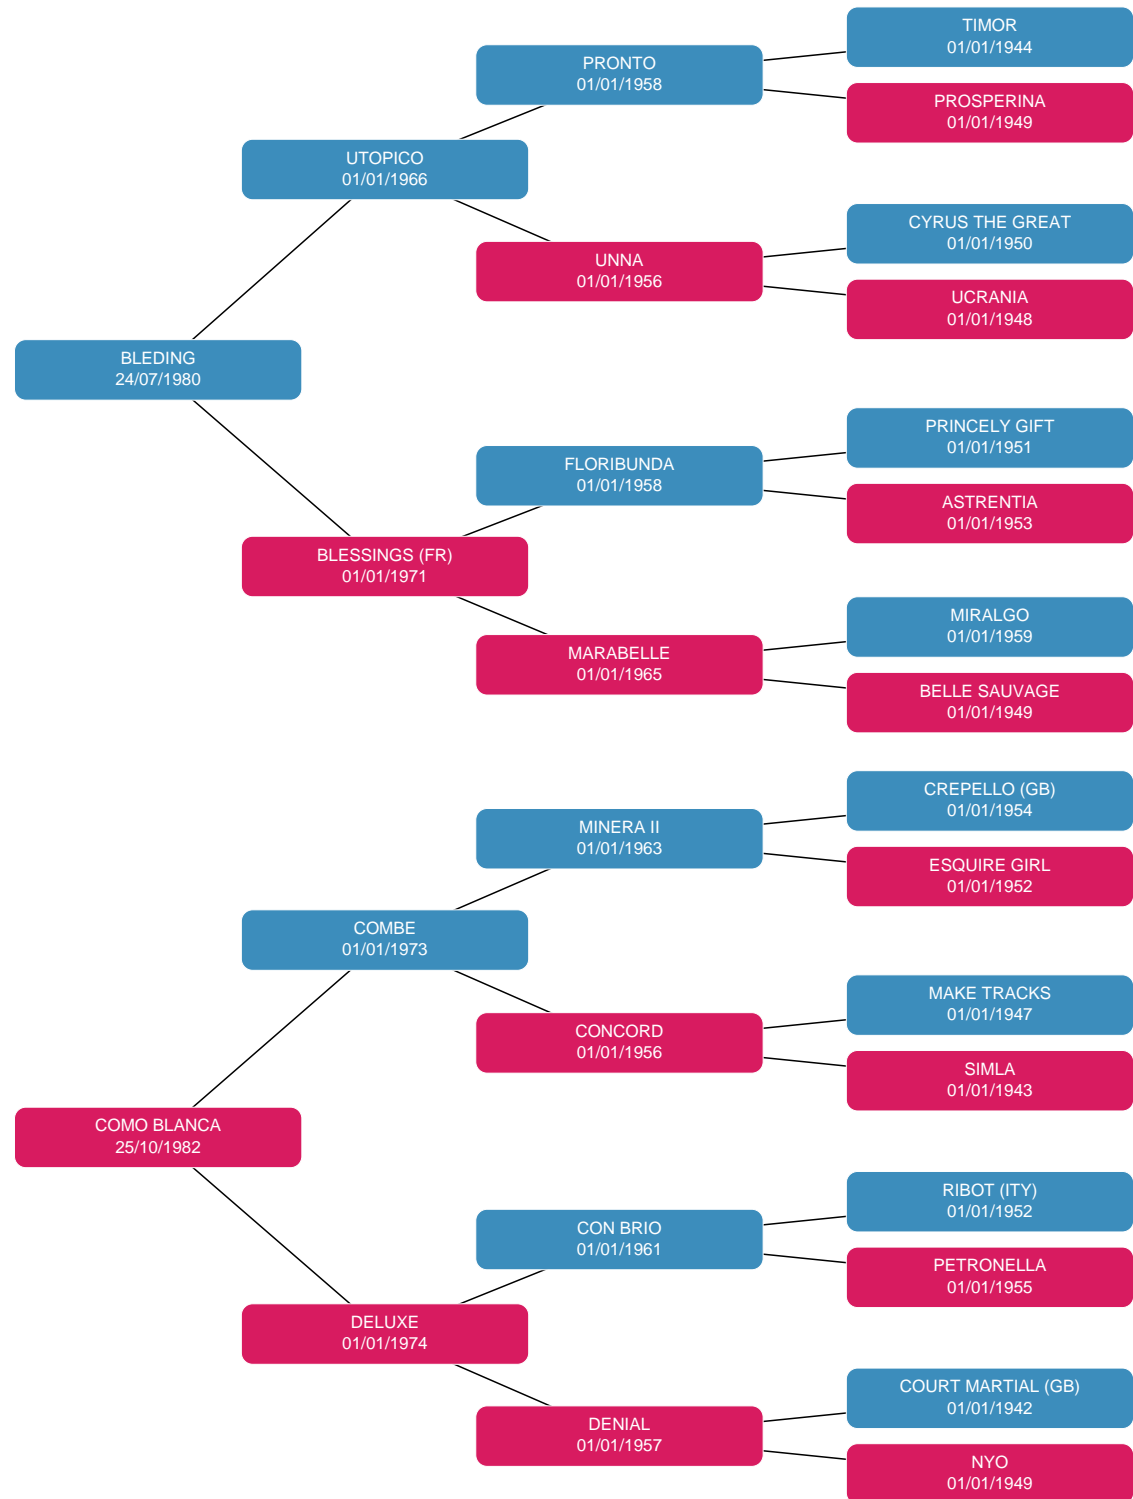 TIMOR
01/01/1944
PRONTO
01/01/1958
PROSPERINA
01/01/1949
UTOPICO
01/01/1966
CYRUS THE GREAT
01/01/1950
UNNA
01/01/1956
UCRANIA
01/01/1948
BLEDING
24/07/1980
PRINCELY GIFT
01/01/1951
FLORIBUNDA
01/01/1958
ASTRENTIA
01/01/1953
BLESSINGS (FR)
01/01/1971
MIRALGO
01/01/1959
MARABELLE
01/01/1965
BELLE SAUVAGE
01/01/1949
CREPELLO (GB)
01/01/1954
MINERA II
01/01/1963
ESQUIRE GIRL
01/01/1952
COMBE
01/01/1973
MAKE TRACKS
01/01/1947
CONCORD
01/01/1956
SIMLA
01/01/1943
COMO BLANCA
25/10/1982
RIBOT (ITY)
01/01/1952
CON BRIO
01/01/1961
PETRONELLA
01/01/1955
DELUXE
01/01/1974
COURT MARTIAL (GB)
01/01/1942
DENIAL
01/01/1957
NYO
01/01/1949